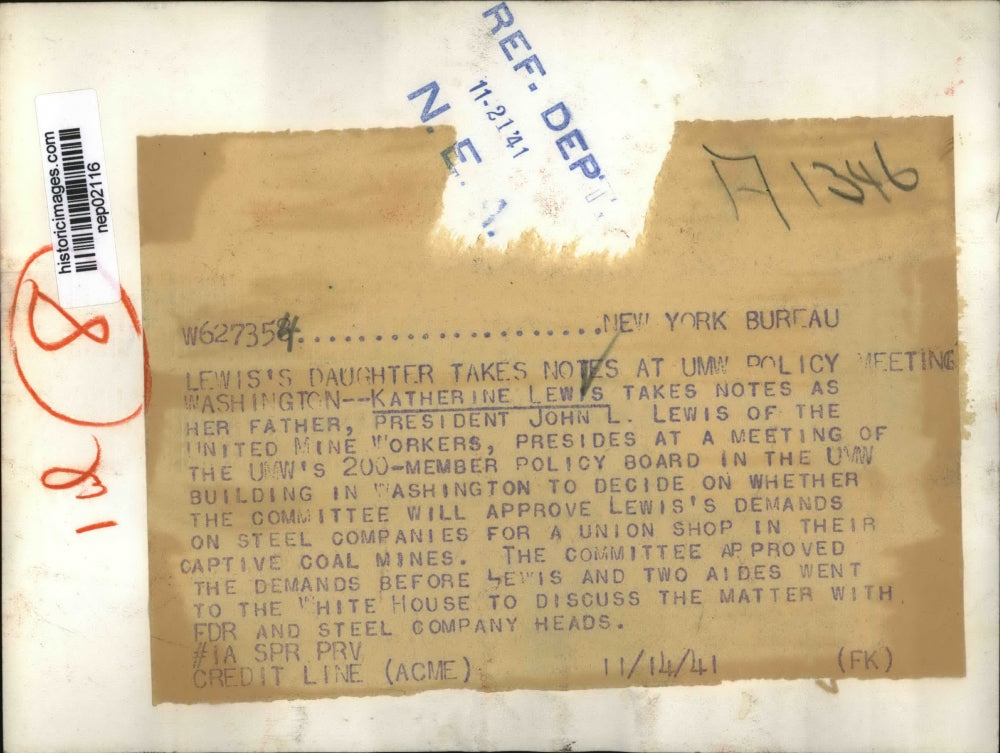 REF. DEPT.
11-21'41
N. E. A.
historicimages.com
nep02116
A 1346
8
W627354....................NEW YORK BUREAU
LEWIS'S DAUGHTER TAKES NOTES AT UMW POLICY MEETING
WASHINGTON--KATHERINE LEWIS TAKES NOTES AS
HER FATHER, PRESIDENT JOHN L. LEWIS OF THE
UNITED MINE WORKERS, PRESIDES AT A MEETING OF
THE UMW'S 200-MEMBER POLICY BOARD IN THE UMW
BUILDING IN WASHINGTON TO DECIDE ON WHETHER
THE COMMITTEE WILL APPROVE LEWIS'S DEMANDS
ON STEEL COMPANIES FOR A UNION SHOP IN THEIR
CAPTIVE COAL MINES. THE COMMITTEE APPROVED
THE DEMANDS BEFORE LEWIS AND TWO AIDES WENT
TO THE WHITE HOUSE TO DISCUSS THE MATTER WITH
FDR AND STEEL COMPANY HEADS.
#1A SPR PRV
CREDIT LINE (ACME) 11/14/41 (FK)